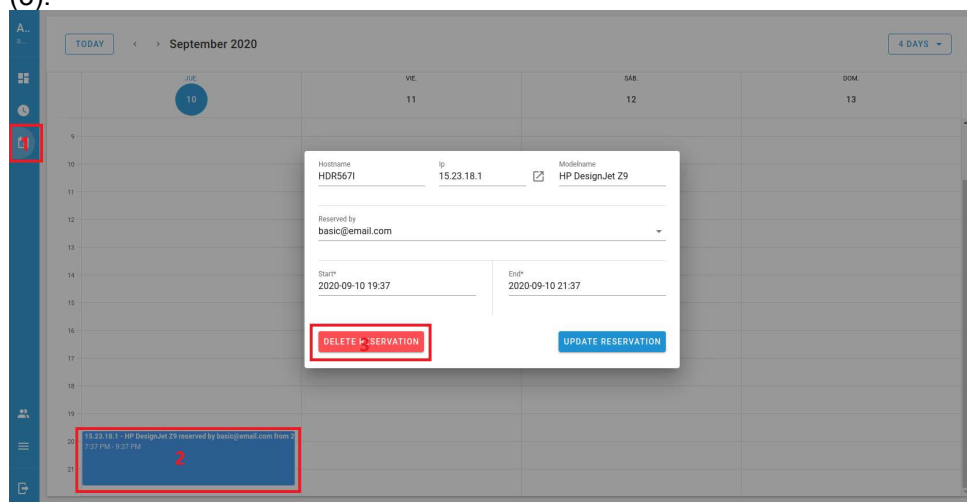 (3).
A..
B...
TODAY
September 2020
4 DAYS
JUE
VIE.
SÁB.
DOM.
10
11
12
13
1
9
10
11
12
13
14
15
16
17
18
19
20
21
Hostname
HDR567I
Ip
15.23.18.1
Modelname
HP DesignJet Z9
Reserved by
basic@email.com
Start*
2020-09-10 19:37
End*
2020-09-10 21:37
DELETE RESERVATION
3
UPDATE RESERVATION
15.23.18.1 - HP DesignJet Z9 reserved by basic@email.com from 2
7:37 PM - 9:37 PM
2